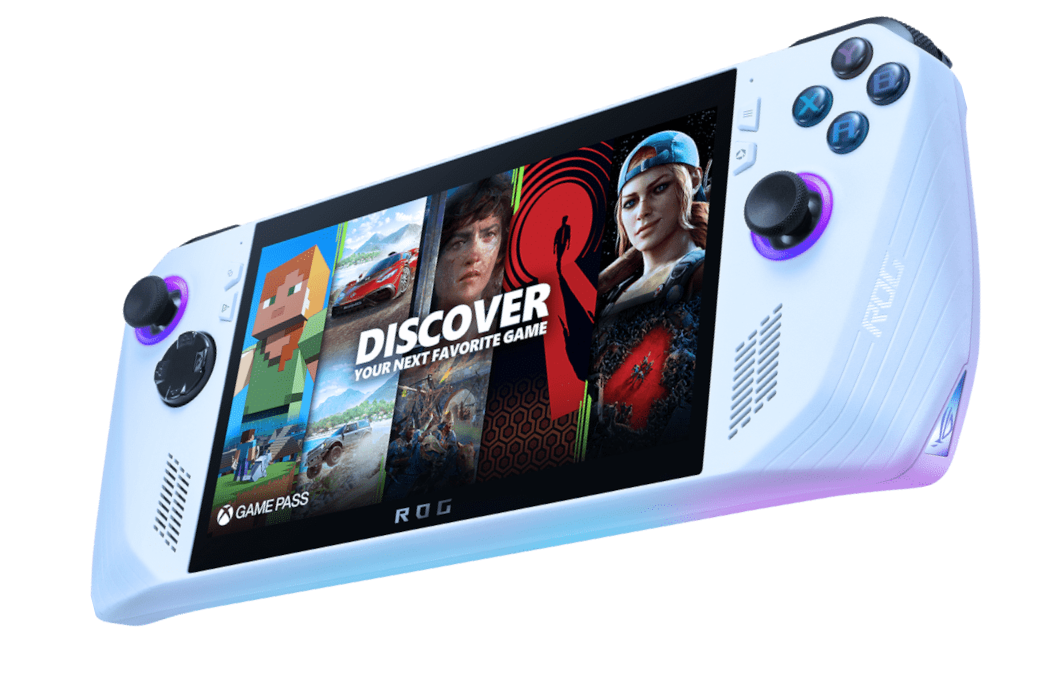 DISCOVER
YOUR NEXT FAVORITE GAME
GAME PASS
ROG
Y
B
X
A
ROG